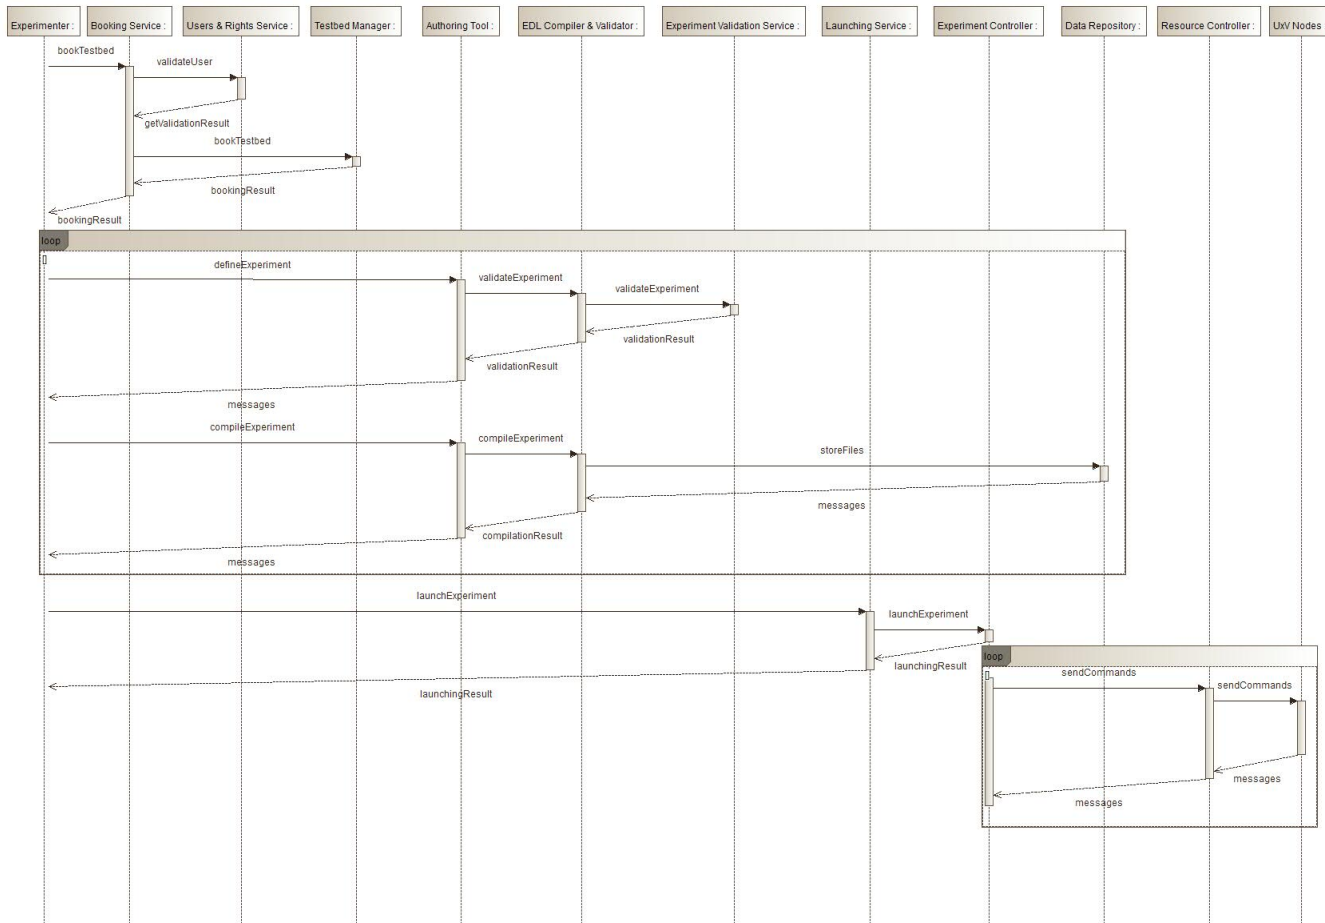 Experimenter :
Booking Service :
Users & Rights Service :
Testbed Manager :
Authoring Tool :
EDL Compiler & Validator :
Experiment Validation Service :
Launching Service :
Experiment Controller :
Data Repository :
Resource Controller :
UxV Nodes
bookTestbed
validateUser
getValidationResult
bookTestbed
bookingResult
bookingResult
loop
defineExperiment
validateExperiment
validateExperiment
validationResult
validationResult
messages
compileExperiment
compileExperiment
storeFiles
messages
compilationResult
messages
launchExperiment
launchExperiment
launchingResult
launchingResult
loop
sendCommands
sendCommands
messages
messages